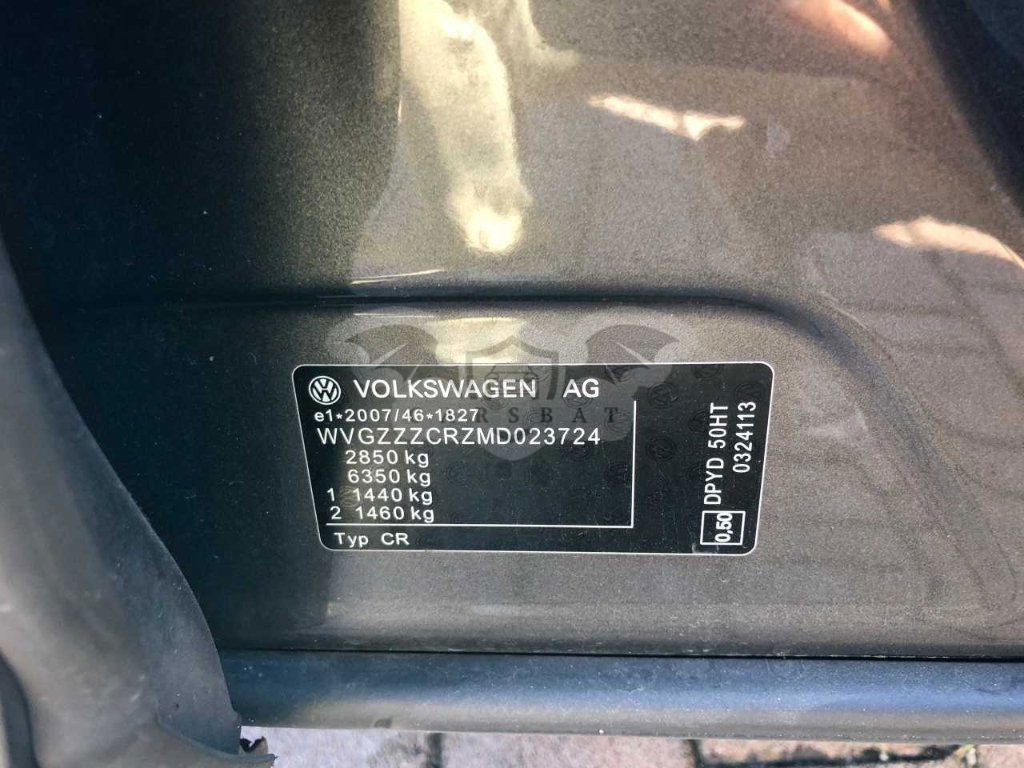 VOLKSWAGEN AG
e1*2007/46*1827
WVGZZZCRZMD023724
2850 kg
6350 kg
1 1440 kg
2 1460 kg
Typ CR
DPYD 50HT
0324113
0,50
RSBAT